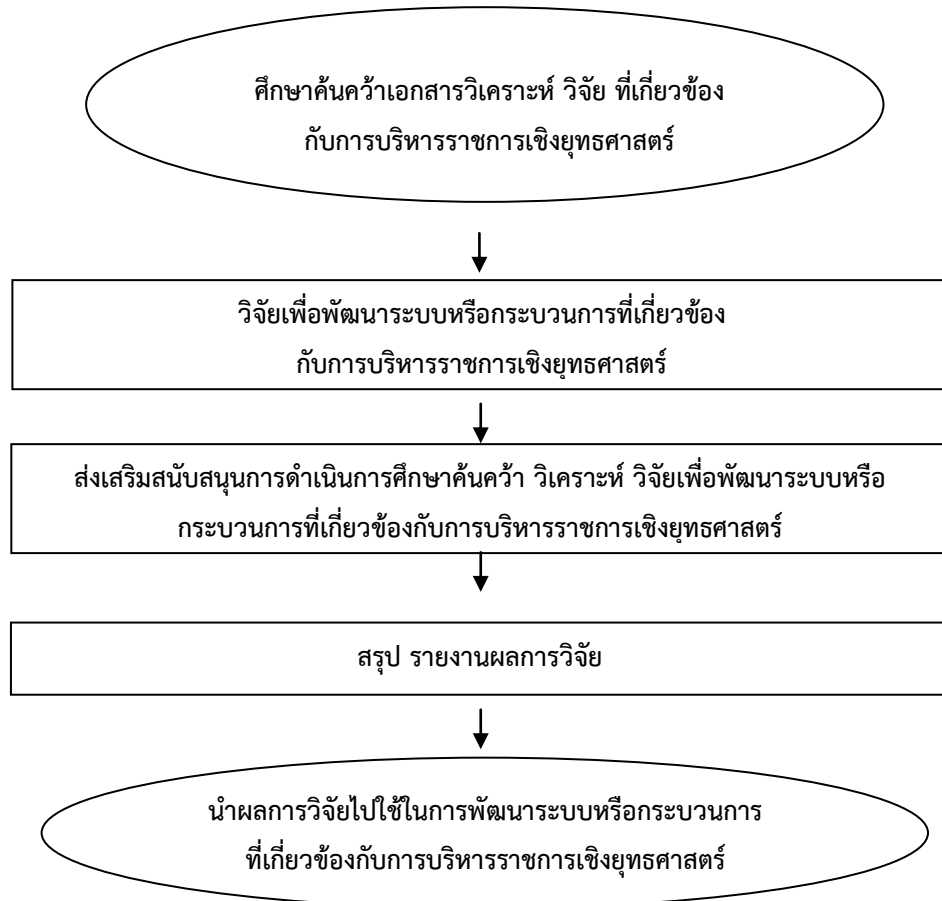 ศึกษาค้นคว้าเอกสารวิเคราะห์ วิจัย ที่เกี่ยวข้อง
กับการบริหารราชการเชิงยุทธศาสตร์
วิจัยเพื่อพัฒนาระบบหรือกระบวนการที่เกี่ยวข้อง
กับการบริหารราชการเชิงยุทธศาสตร์
ส่งเสริมสนับสนุนการดำเนินการศึกษาค้นคว้า วิเคราะห์ วิจัยเพื่อพัฒนาระบบหรือ
กระบวนการที่เกี่ยวข้องกับการบริหารราชการเชิงยุทธศาสตร์
สรุป รายงานผลการวิจัย
นำผลการวิจัยไปใช้ในการพัฒนาระบบหรือกระบวนการ
ที่เกี่ยวข้องกับการบริหารราชการเชิงยุทธศาสตร์